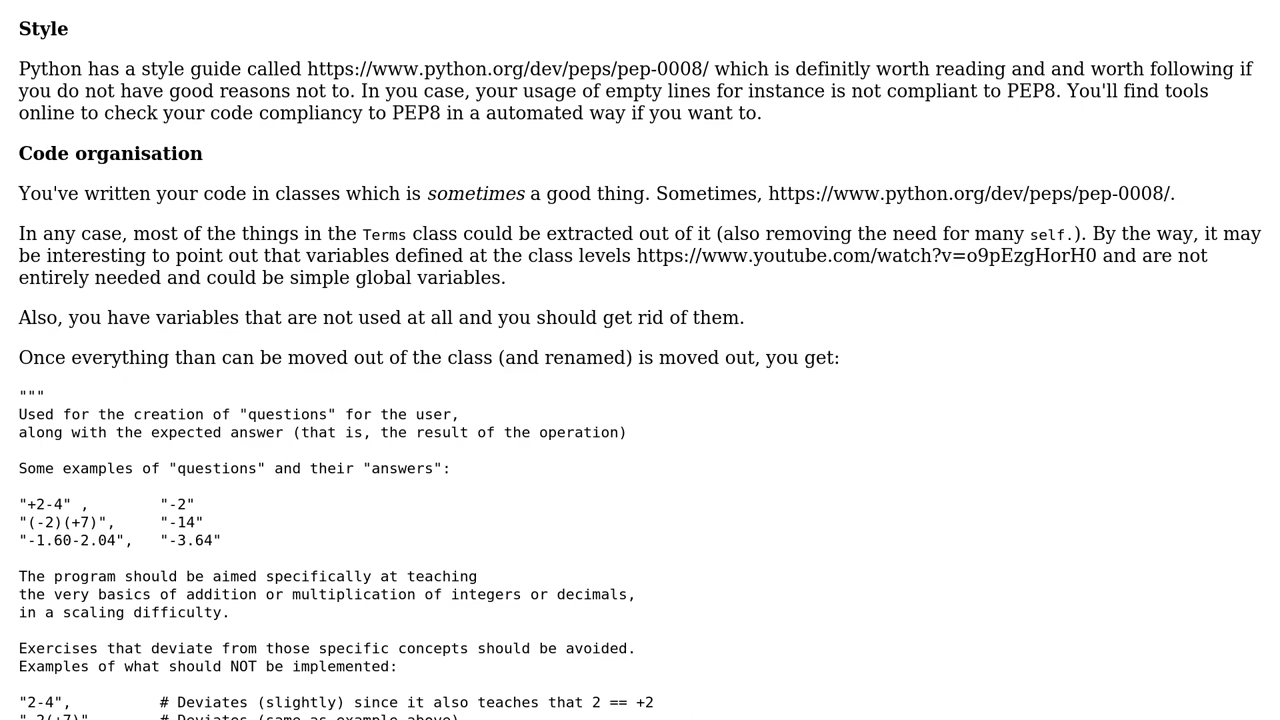 Style
Python has a style guide called https://www.python.org/dev/peps/pep-0008/ which is definitly worth reading and and worth following if
you do not have good reasons not to. In you case, your usage of empty lines for instance is not compliant to PEP8. You'll find tools
online to check your code compliancy to PEP8 in a automated way if you want to.
Code organisation
You've written your code in classes which is sometimes a good thing. Sometimes, https://www.python.org/dev/peps/pep-0008/.
In any case, most of the things in the Terms class could be extracted out of it (also removing the need for many self.). By the way, it may
be interesting to point out that variables defined at the class levels https://www.youtube.com/watch?v=o9pEzgHorH0 and are not
entirely needed and could be simple global variables.
Also, you have variables that are not used at all and you should get rid of them.
Once everything than can be moved out of the class (and renamed) is moved out, you get:
"""
Used for the creation of "questions" for the user,
along with the expected answer (that is, the result of the operation)
Some examples of "questions" and their "answers":
"+2-4" ,        "-2"
"(-2)(+7)",     "-14"
"-1.60-2.04",   "-3.64"
The program should be aimed specifically at teaching
the very basics of addition or multiplication of integers or decimals,
in a scaling difficulty.
Exercises that deviate from those specific concepts should be avoided.
Examples of what should NOT be implemented:
"2-4",          # Deviates (slightly) since it also teaches that 2 == +2
"-2(+7)"        # Deviates (same as example above)